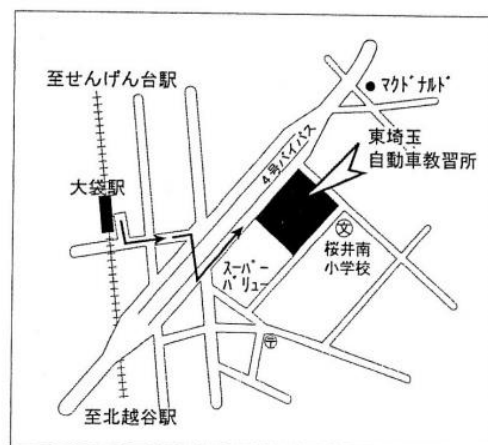 至せんげん台駅
マクドナルド
4号バイパス
東埼玉
自動車教習所
大袋駅
文
桜井南
小学校
スーパー
バリュー
〒
至北越谷駅